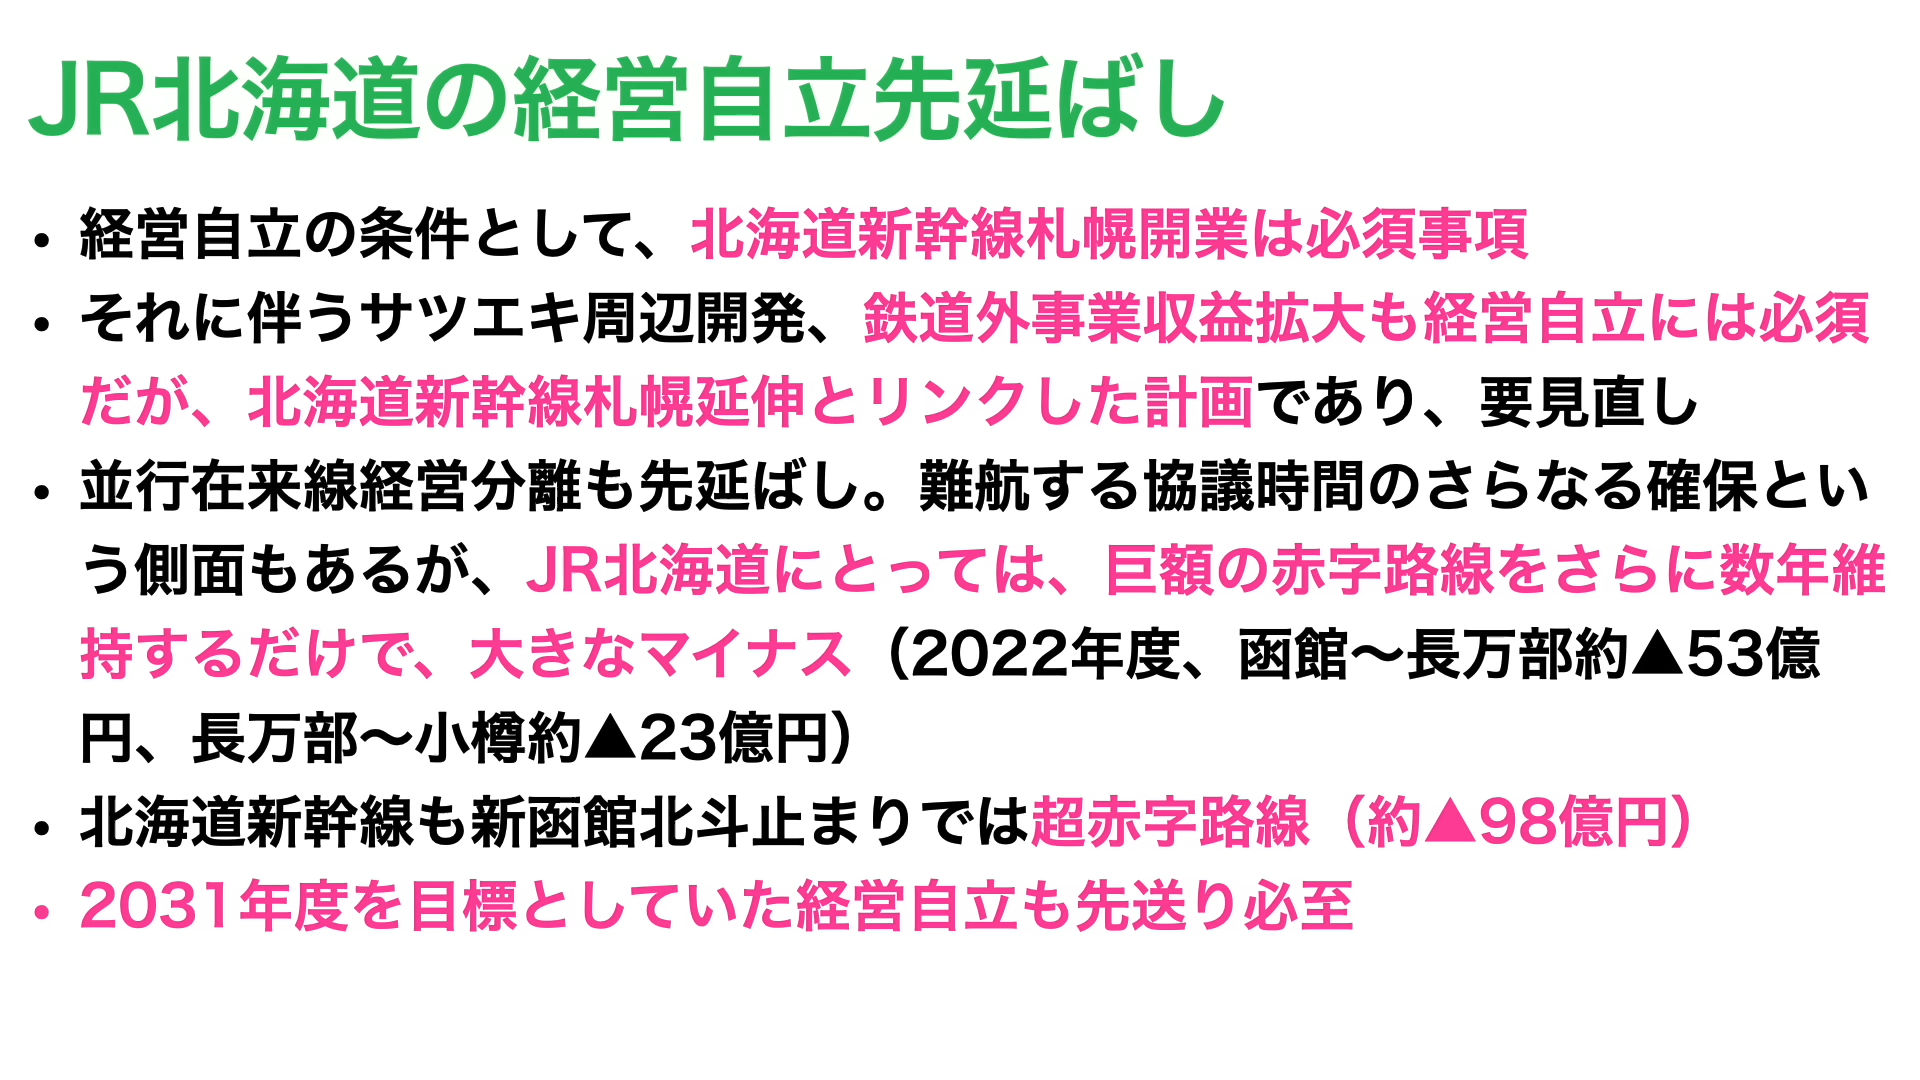 JR北海道の経営自立先延ばし
• 経営自立の条件として、北海道新幹線札幌開業は必須事項
• それに伴うサツエキ周辺開発、鉄道外事業収益拡大も経営自立には必須
だが、北海道新幹線札幌延伸とリンクした計画であり、要見直し
• 並行在来線経営分離も先延ばし。難航する協議時間のさらなる確保とい
う側面もあるが、JR北海道にとっては、巨額の赤字路線をさらに数年維
持するだけで、大きなマイナス（2022年度、函館〜長万部約▲53億
円、長万部〜小樽約▲23億円）
• 北海道新幹線も新函館北斗止まりでは超赤字路線（約▲98億円）
• 2031年度を目標としていた経営自立も先送り必至